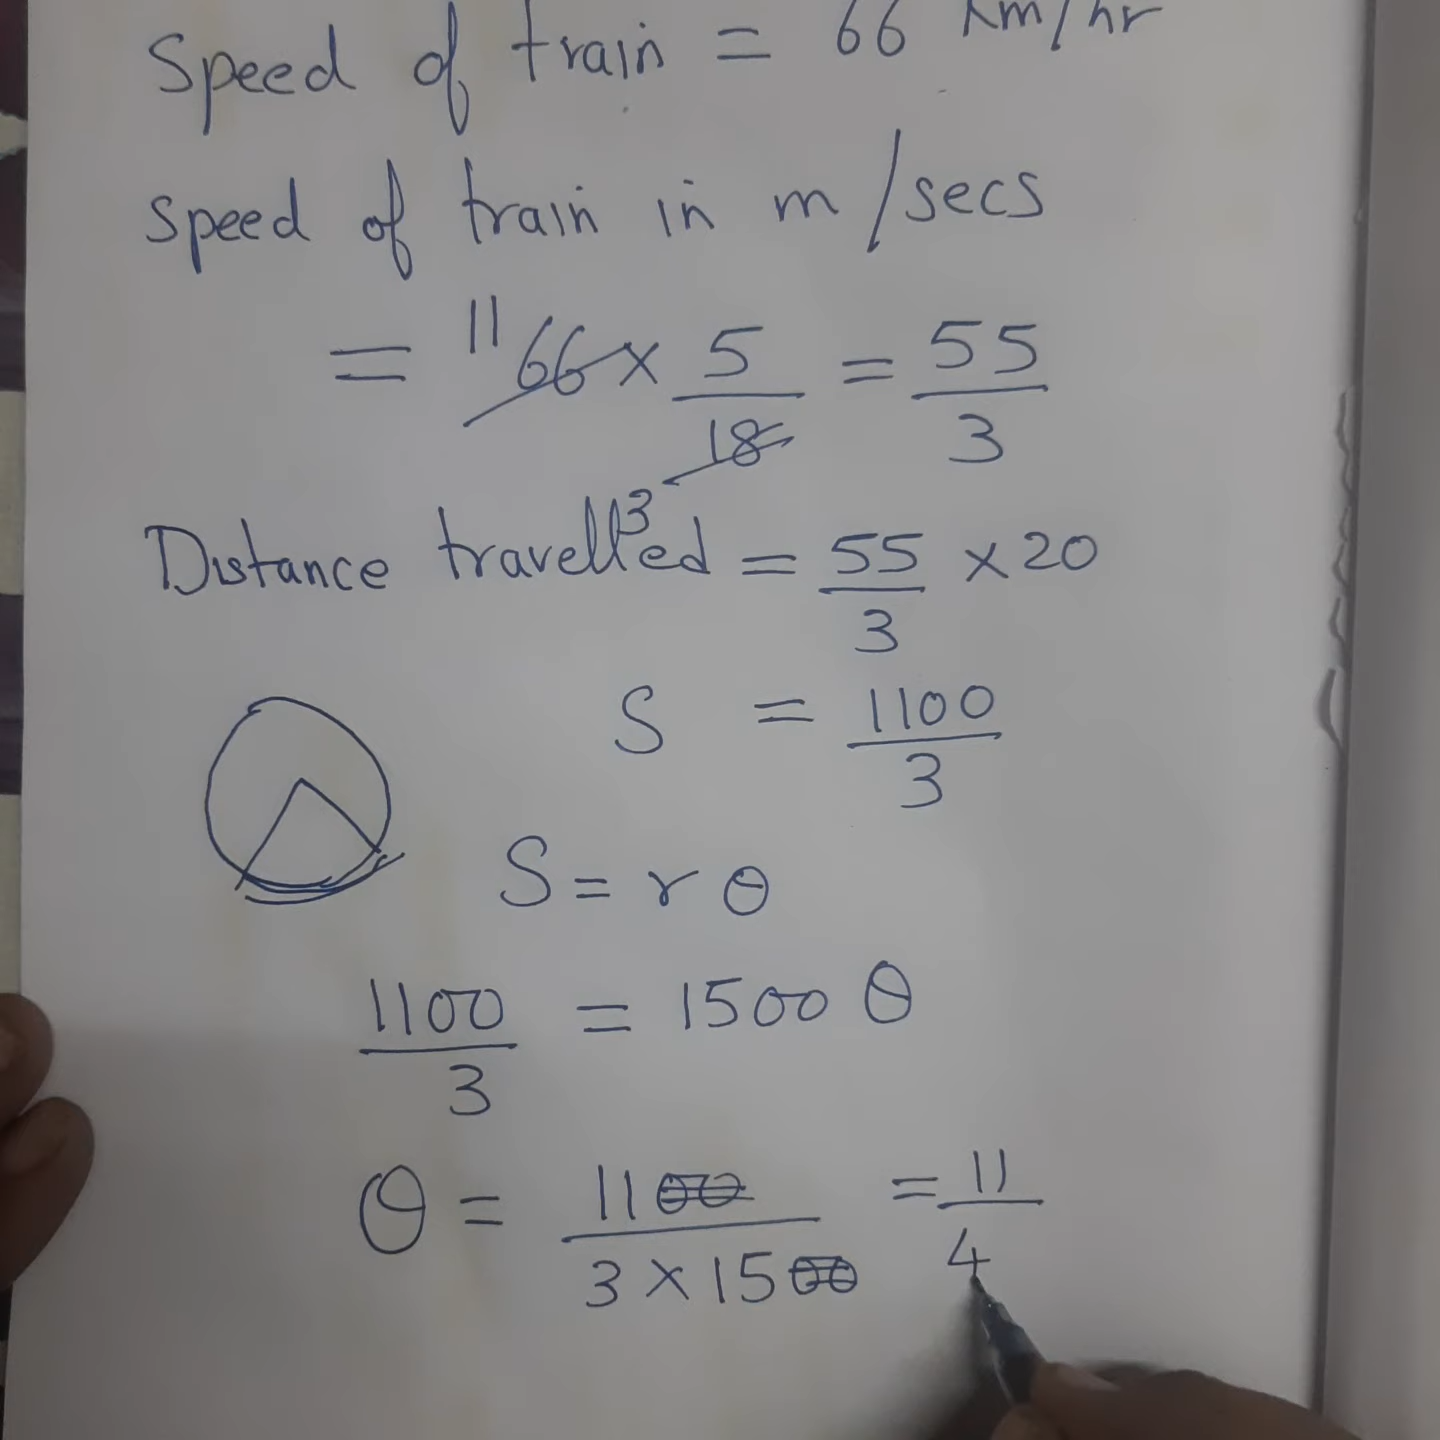 Speed of train = 66 km/hr
speed of train in m/secs
= 11 66 × 5/18 = 55/3
3
Distance travelled = 55/3 × 20
S = 1100/3
S = r θ
1100/3 = 1500 θ
θ = 1100/3 × 1500 = 11/4